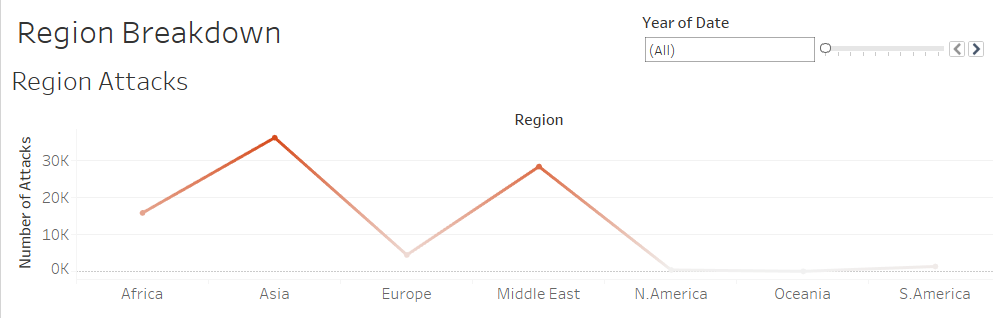 Region Breakdown
Year of Date
(All)
Region Attacks
Region
Number of Attacks
30K
20K
10K
0K
Africa Asia Europe Middle East N.America Oceania S.America